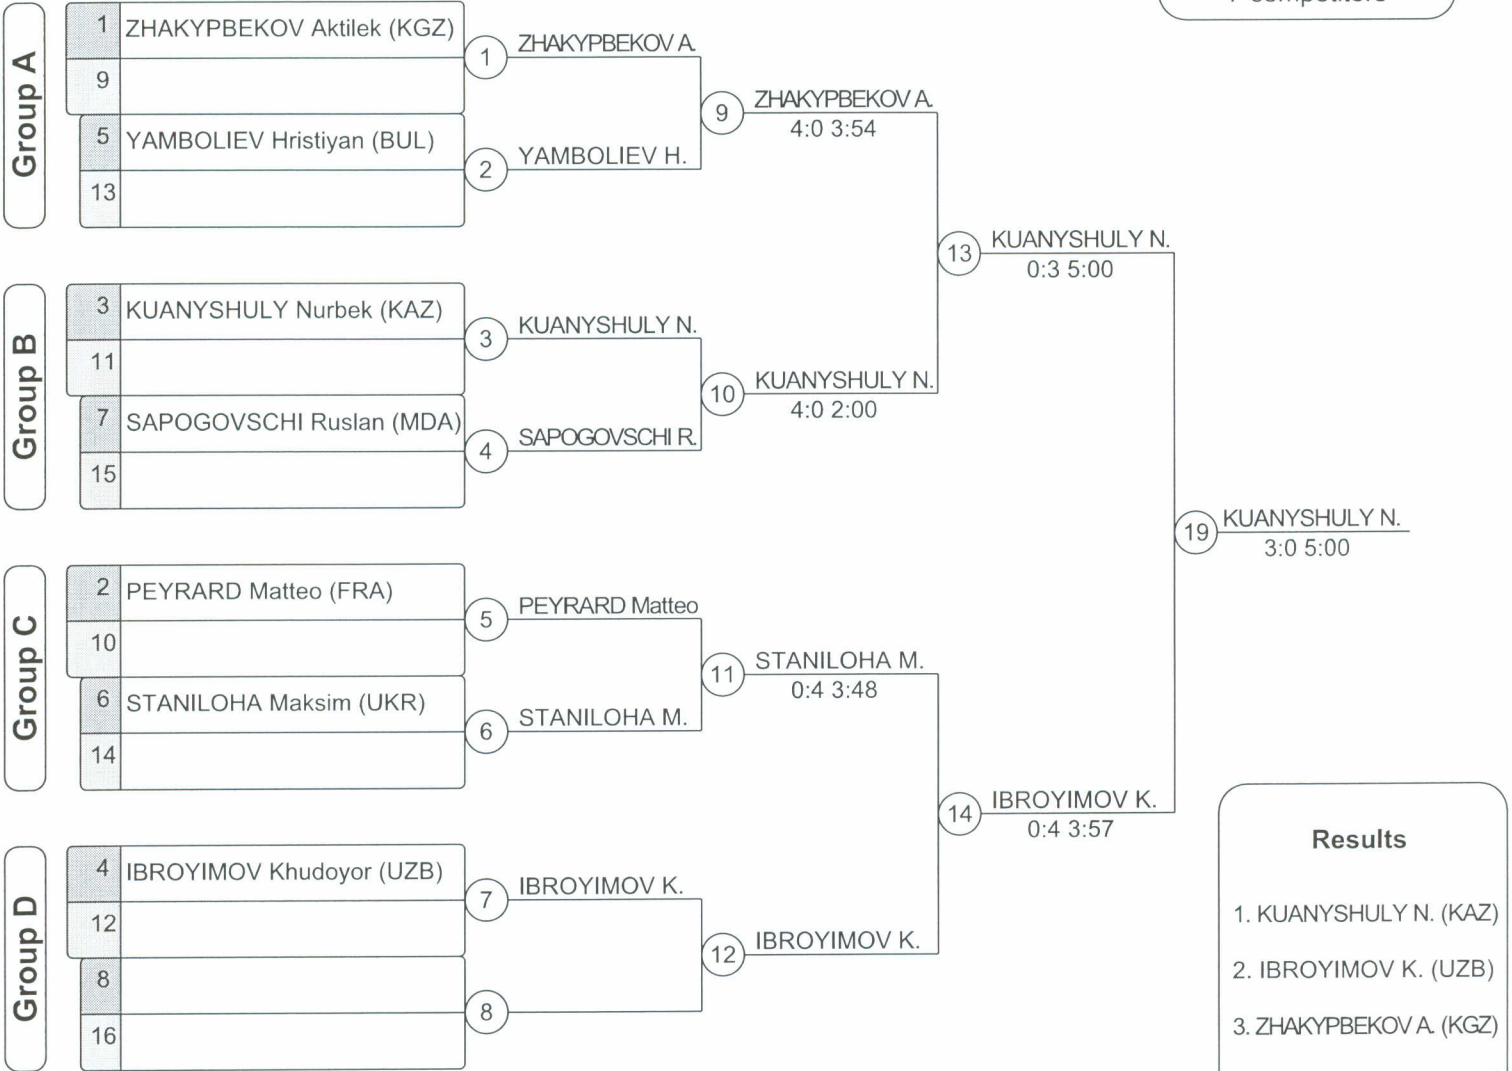 7 competitors
Group A
1 ZHAKYPBEKOV Aktilek (KGZ)
9
5 YAMBOLIEV Hristiyan (BUL)
13
1 ZHAKYPBEKOV A.
2 YAMBOLIEV H.
9 ZHAKYPBEKOV A.
4:0 3:54
Group B
3 KUANYSHULY Nurbek (KAZ)
11
7 SAPOGOVSCHI Ruslan (MDA)
15
3 KUANYSHULY N.
4 SAPOGOVSCHI R.
10 KUANYSHULY N.
4:0 2:00
13 KUANYSHULY N.
0:3 5:00
Group C
2 PEYRARD Matteo (FRA)
10
6 STANILOHA Maksim (UKR)
14
5 PEYRARD Matteo
6 STANILOHA M.
11 STANILOHA M.
0:4 3:48
Group D
4 IBROYIMOV Khudoyor (UZB)
12
8
16
7 IBROYIMOV K.
8
12 IBROYIMOV K.
14 IBROYIMOV K.
0:4 3:57
19 KUANYSHULY N.
3:0 5:00
Results
1. KUANYSHULY N. (KAZ)
2. IBROYIMOV K. (UZB)
3. ZHAKYPBEKOV A. (KGZ)